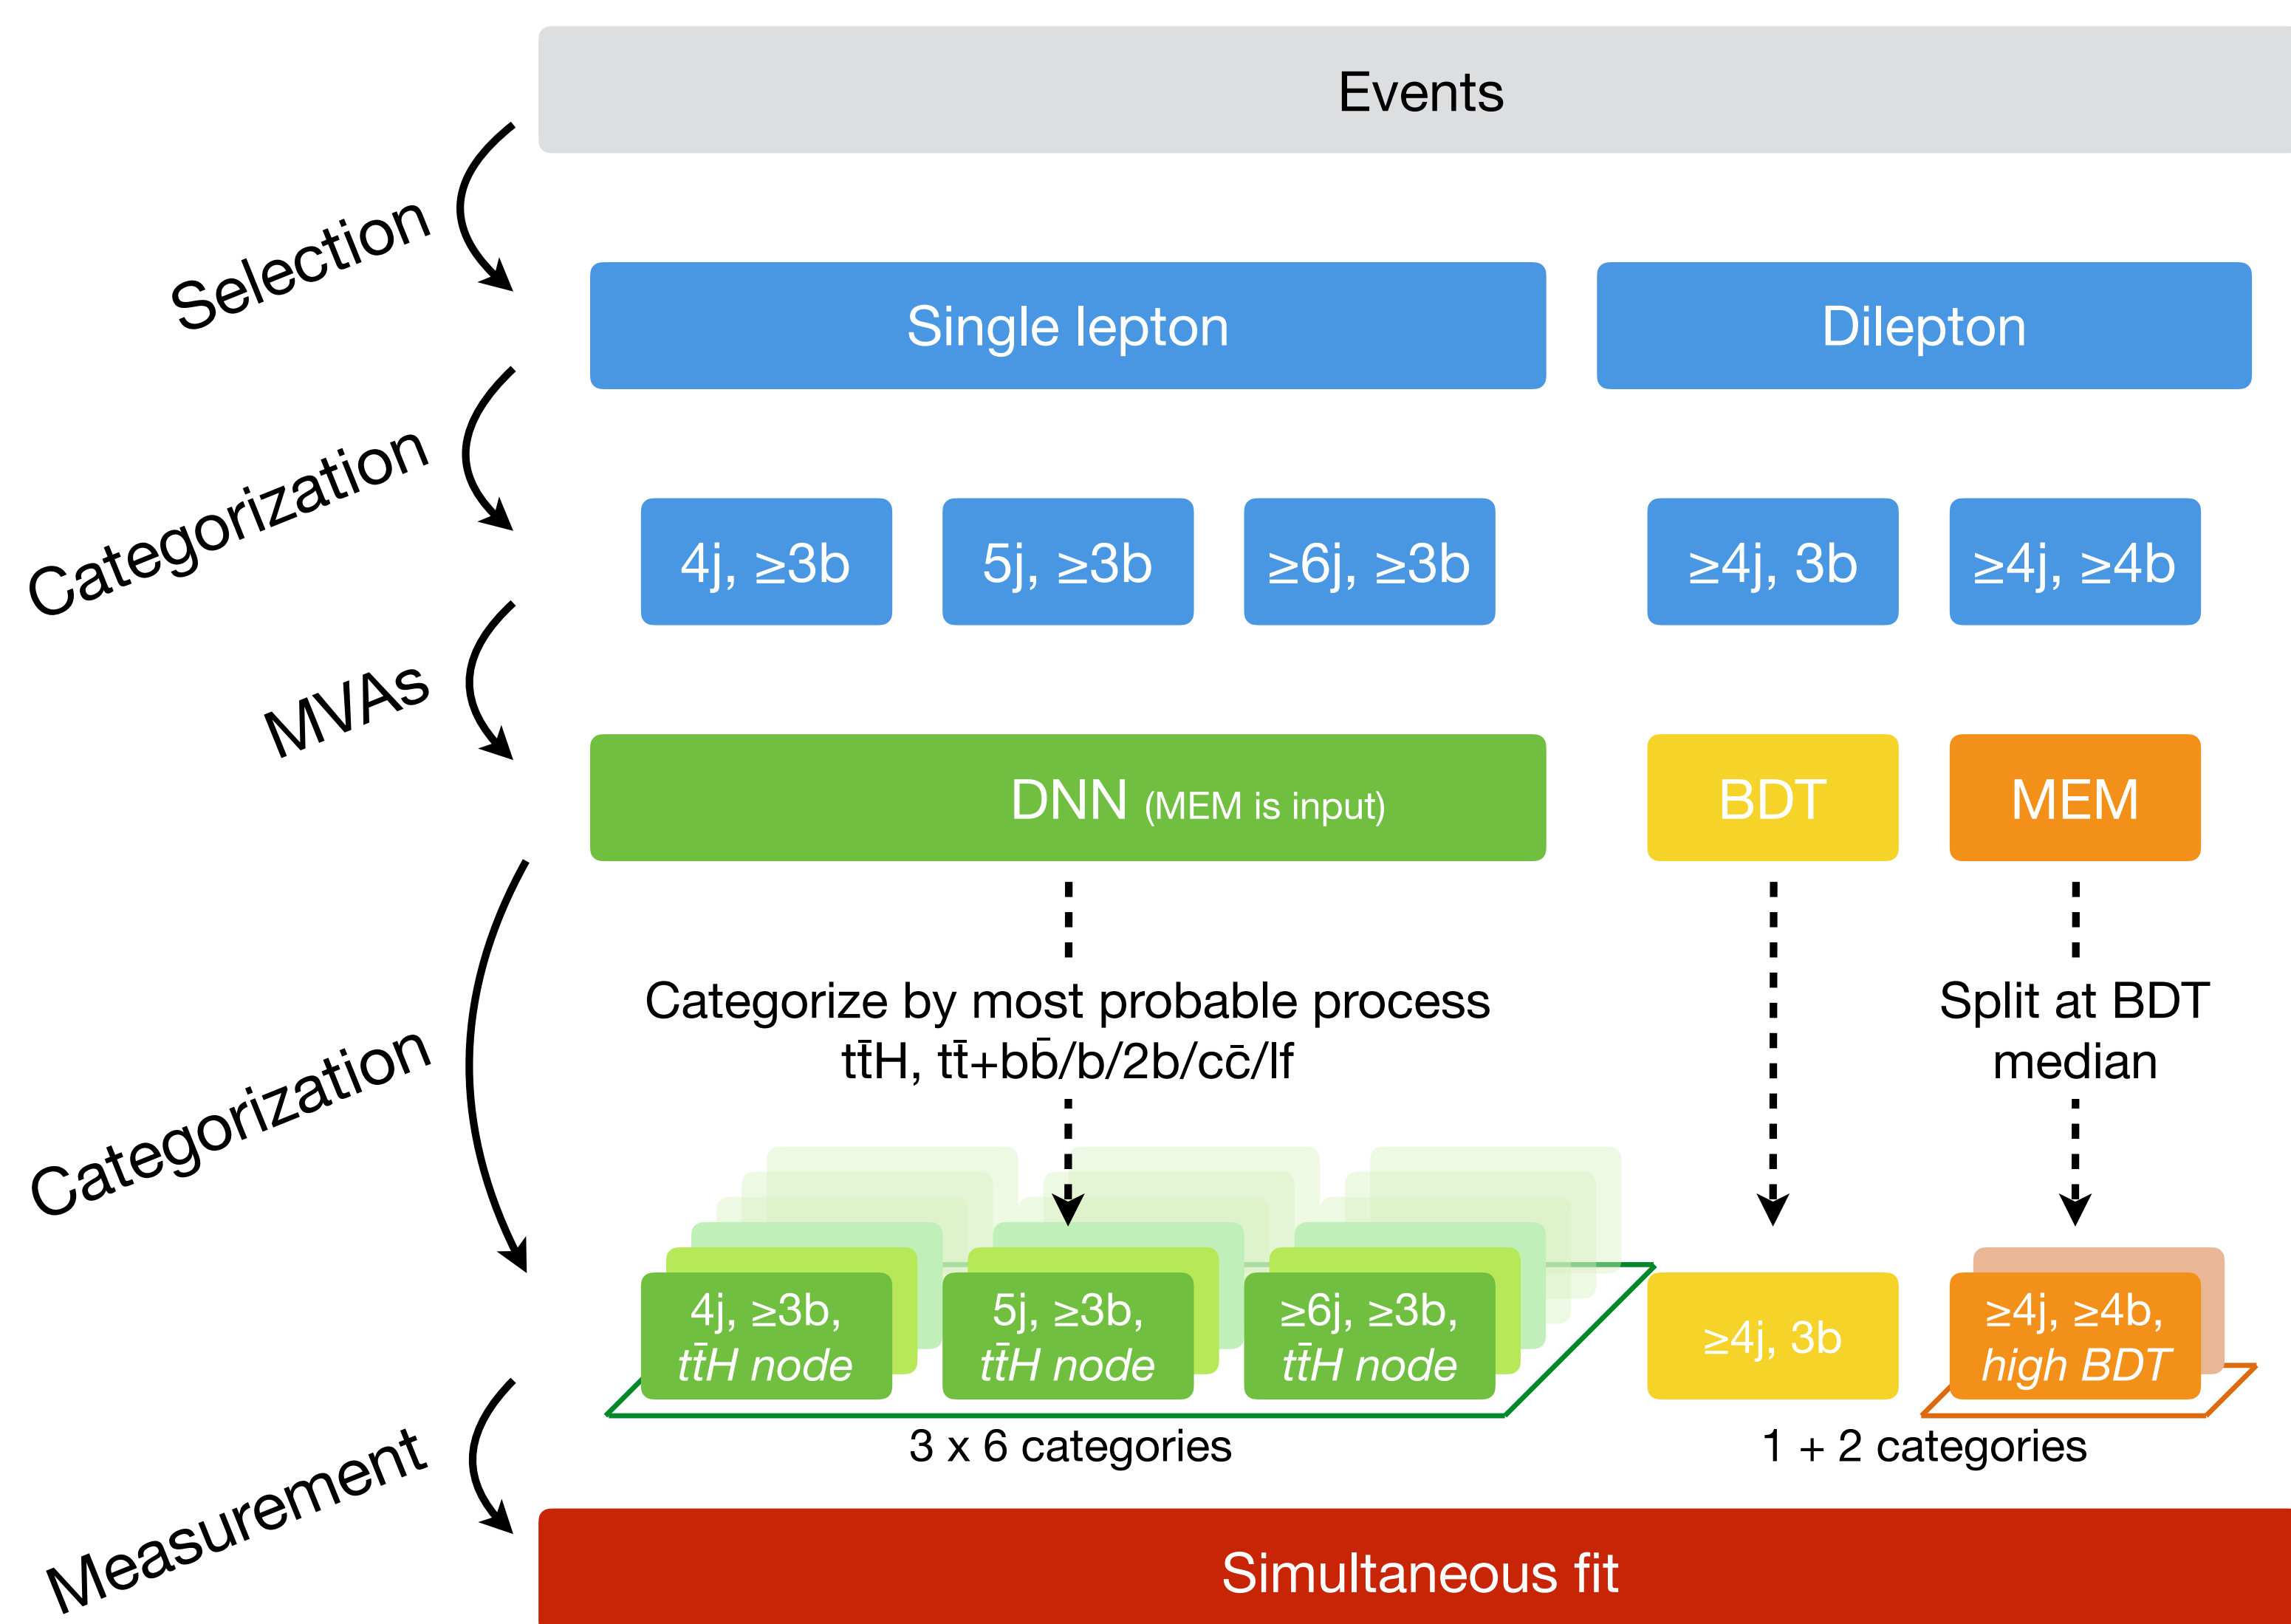 Events
Selection
Single lepton
Dilepton
Categorization
4j, ≥3b
5j, ≥3b
≥6j, ≥3b
≥4j, 3b
≥4j, ≥4b
MVAs
DNN (MEM is input)
BDT
MEM
Categorize by most probable process
tt̄H, tt̄+bb̄/b/2b/cc̄/lf
Split at BDT
median
Categorization
4j, ≥3b,
tt̄H node
5j, ≥3b,
tt̄H node
≥6j, ≥3b,
tt̄H node
≥4j, 3b
≥4j, ≥4b,
high BDT
3 x 6 categories
1 + 2 categories
Measurement
Simultaneous fit